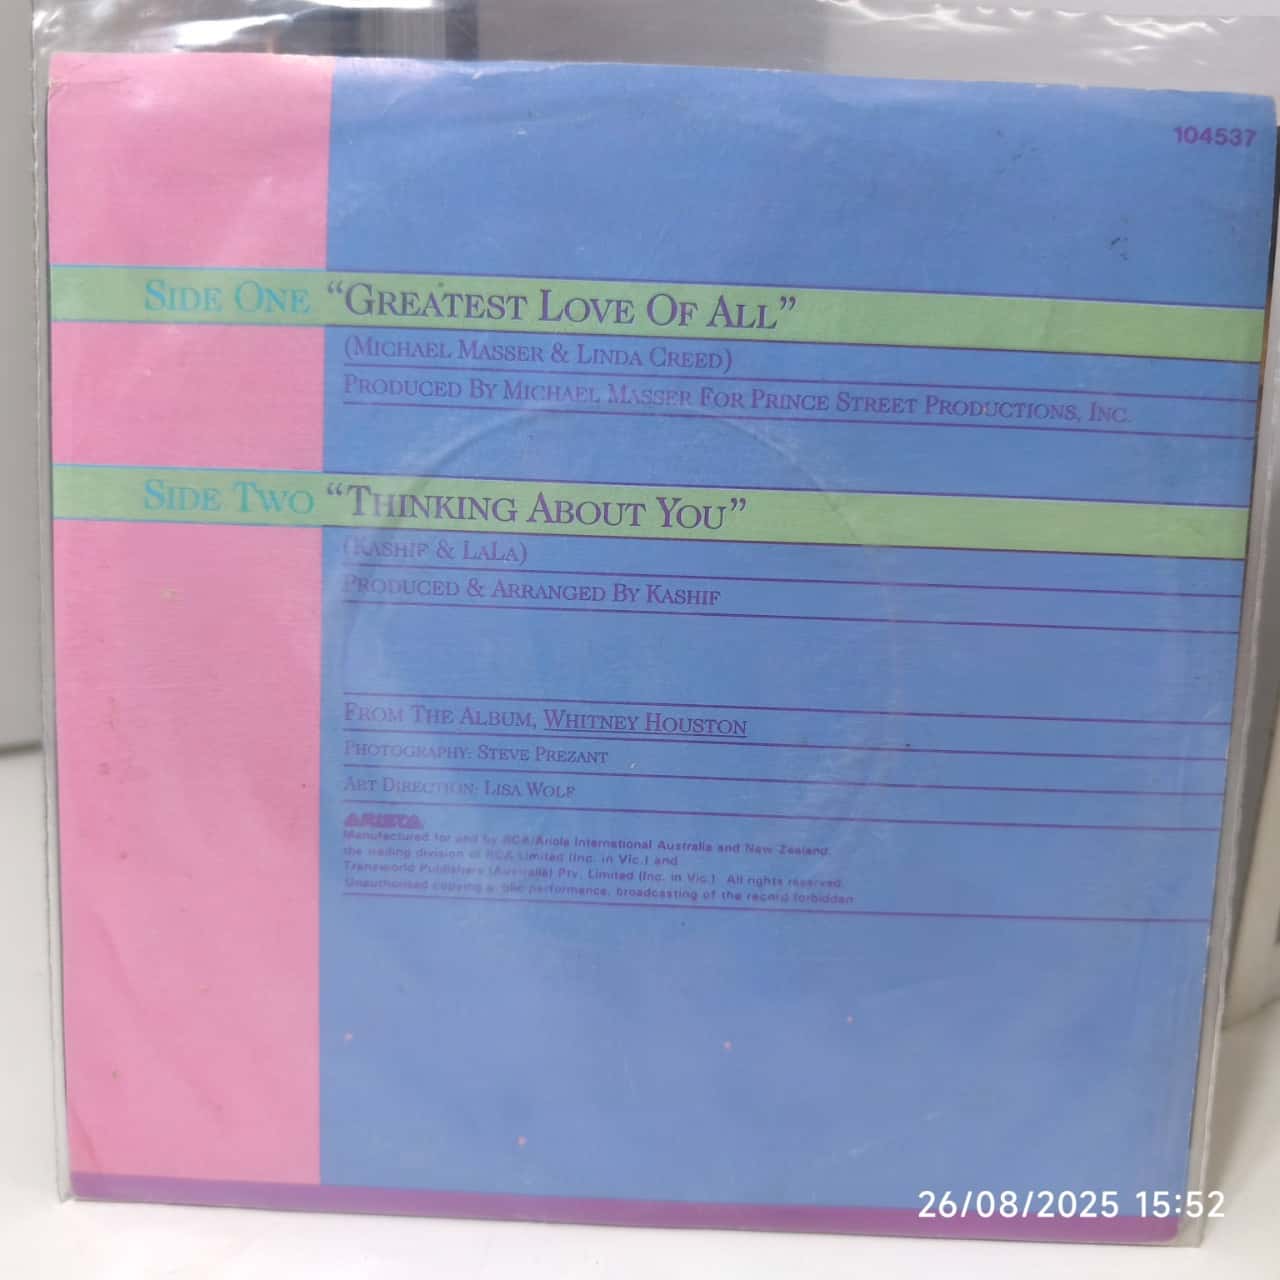 104537
SIDE ONE "GREATEST LOVE OF ALL"
(MICHAEL MASSER & LINDA CREED)
PRODUCED BY MICHAEL MASSER FOR PRINCE STREET PRODUCTIONS, INC.
SIDE TWO "THINKING ABOUT YOU"
(KASHIF & LALA)
PRODUCED & ARRANGED BY KASHIF
FROM THE ALBUM, WHITNEY HOUSTON
PHOTOGRAPHY: STEVE PREZANT
ART DIRECTION: LISA WOLF
ARISTA
Manufactured for and by RCA/Ariola International Australia and New Zealand,
the trading division of RCA Limited (Inc. in Vic.) and
Transworld Publishers (Australia) Pty. Limited (Inc. in Vic.) All rights reserved.
Unauthorised copying public performance, broadcasting of the record forbidden
26/08/2025 15:52